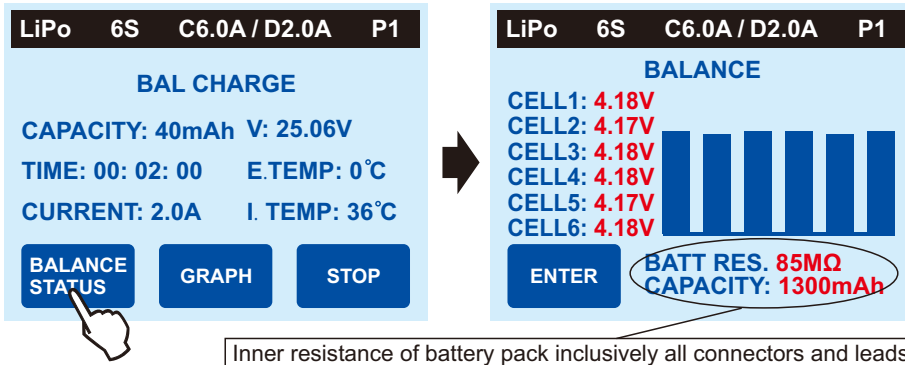 LiPo 6S C6.0A / D2.0A P1
BAL CHARGE
CAPACITY: 40mAh V: 25.06V
TIME: 00: 02: 00 E.TEMP: 0℃
CURRENT: 2.0A I. TEMP: 36℃
BALANCE
STATUS
GRAPH
STOP
LiPo 6S C6.0A / D2.0A P1
BALANCE
CELL1: 4.18V
CELL2: 4.17V
CELL3: 4.18V
CELL4: 4.18V
CELL5: 4.17V
CELL6: 4.18V
ENTER
BATT RES. 85MΩ
CAPACITY: 1300mAh
Inner resistance of battery pack inclusively all connectors and leads